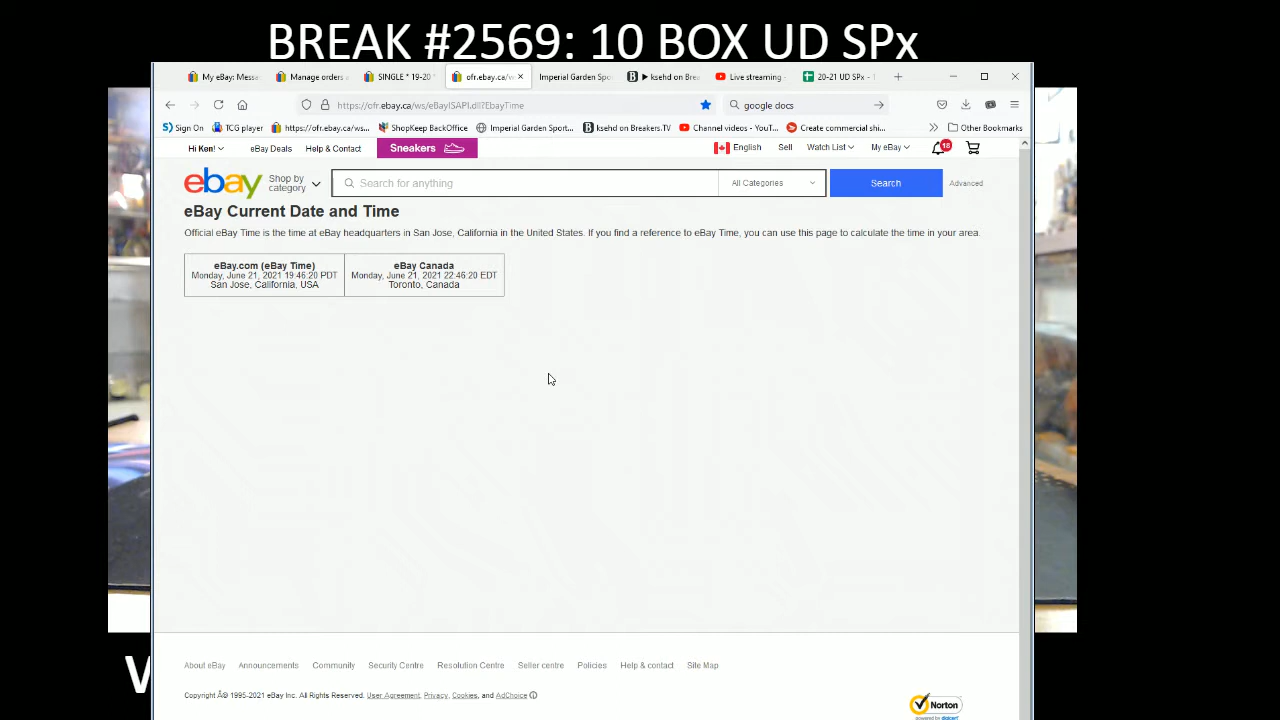 BREAK #2569: 10 BOX UD SPx
My eBay: Messa
Manage orders
SINGLE * 19-20
ofr.ebay.ca/w
Imperial Garden Spo
ksehd on Brea
Live streaming -
20-21 UD SPx -
https://ofr.ebay.ca/ws/eBayISAPI.dll?EbayTime
google docs
Sign On
TCG player
https://ofr.ebay.ca/ws...
ShopKeep BackOffice
Imperial Garden Sport...
ksehd on Breakers.TV
Channel videos - YouT...
Create commercial shi...
Other Bookmarks
Hi Ken!
eBay Deals
Help & Contact
Sneakers
English
Sell
Watch List
My eBay
18
ebay
Shop by
category
Search for anything
All Categories
Search
Advanced
eBay Current Date and Time
Official eBay Time is the time at eBay headquarters in San Jose, California in the United States. If you find a reference to eBay Time, you can use this page to calculate the time in your area.
eBay.com (eBay Time)
Monday, June 21, 2021 19:46:20 PDT
San Jose, California, USA
eBay Canada
Monday, June 21, 2021 22:46:20 EDT
Toronto, Canada
About eBay
Announcements
Community
Security Centre
Resolution Centre
Seller centre
Policies
Help & contact
Site Map
Copyright Â© 1995-2021 eBay Inc. All Rights Reserved. User Agreement, Privacy, Cookies, and AdChoice
Norton
powered by digicert